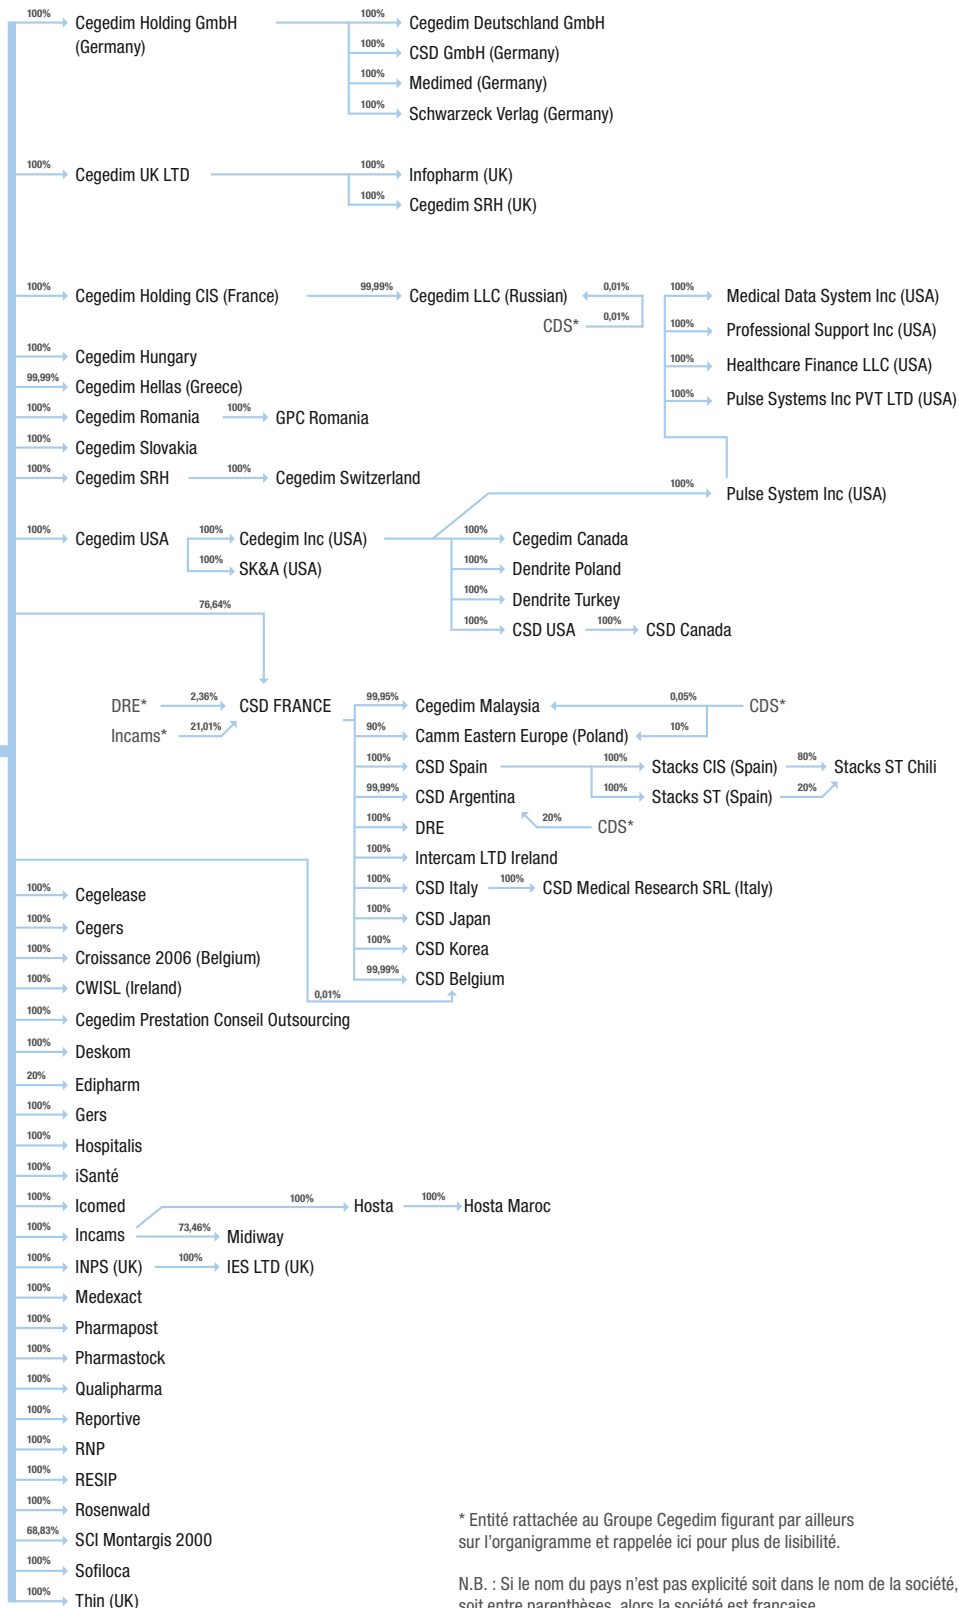 100% Cegedim Holding GmbH 100% Cegedim Deutschland GmbH
(Germany)
100% CSD GmbH (Germany)
100% Medimed (Germany)
100% Schwarzeck Verlag (Germany)
100% Cegedim UK LTD 100% Infopharm (UK)
100% Cegedim SRH (UK)
100% Cegedim Holding CIS (France) 99,99% Cegedim LLC (Russian) 0,01% 100% Medical Data System Inc (USA)
CDS* 0,01% 100% Professional Support Inc (USA)
100% Cegedim Hungary 100% Healthcare Finance LLC (USA)
99,99% Cegedim Hellas (Greece)
100% Pulse Systems Inc PVT LTD (USA)
100% Cegedim Romania 100% GPC Romania
100% Cegedim Slovakia
100% Cegedim SRH 100% Cegedim Switzerland
100% Pulse System Inc (USA)
100% Cegedim USA 100% Cedegim Inc (USA) 100% Cegedim Canada
100% SK&A (USA) 100% Dendrite Poland
100% Dendrite Turkey
76,64%
100% CSD USA 100% CSD Canada
DRE* 2,36% CSD FRANCE 99,95% Cegedim Malaysia 0,05% CDS*
Incams* 21,01% 90% Camm Eastern Europe (Poland) 10%
100% CSD Spain 100% Stacks CIS (Spain) 80% Stacks ST Chili
99,99% CSD Argentina 100% Stacks ST (Spain) 20%
100% DRE 20% CDS*
100% Intercam LTD Ireland
100% CSD Italy 100% CSD Medical Research SRL (Italy)
100% CSD Japan
100% CSD Korea
99,99% CSD Belgium
0,01%
100% Cegelease
100% Cegers
100% Croissance 2006 (Belgium)
100% CWISL (Ireland)
100% Cegedim Prestation Conseil Outsourcing
100% Deskom
20% Edipharm
100% Gers
100% Hospitalis
100% iSanté
100% Icomed 100% Hosta 100% Hosta Maroc
100% Incams 73,46% Midiway
100% INPS (UK) 100% IES LTD (UK)
100% Medexact
100% Pharmapost
100% Pharmastock
100% Qualipharma
100% Reportive
100% RNP
100% RESIP
100% Rosenwald
68,83% SCI Montargis 2000
100% Sofiloca
100% Thin (UK)
* Entité rattachée au Groupe Cegedim figurant par ailleurs
sur l'organigramme et rappelée ici pour plus de lisibilité.
N.B. : Si le nom du pays n'est pas explicité soit dans le nom de la société,
soit entre parenthèses, alors la société est française